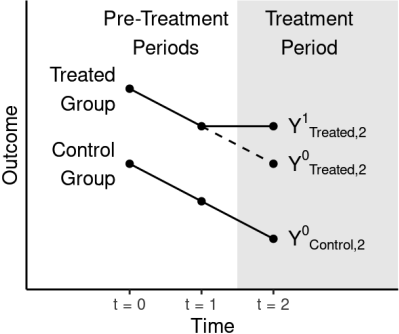 Pre-Treatment
Periods
Treatment
Period
Treated
Group
Control
Group
Outcome
Y¹Treated,2
Y⁰Treated,2
Y⁰Control,2
t = 0
t = 1
t = 2
Time